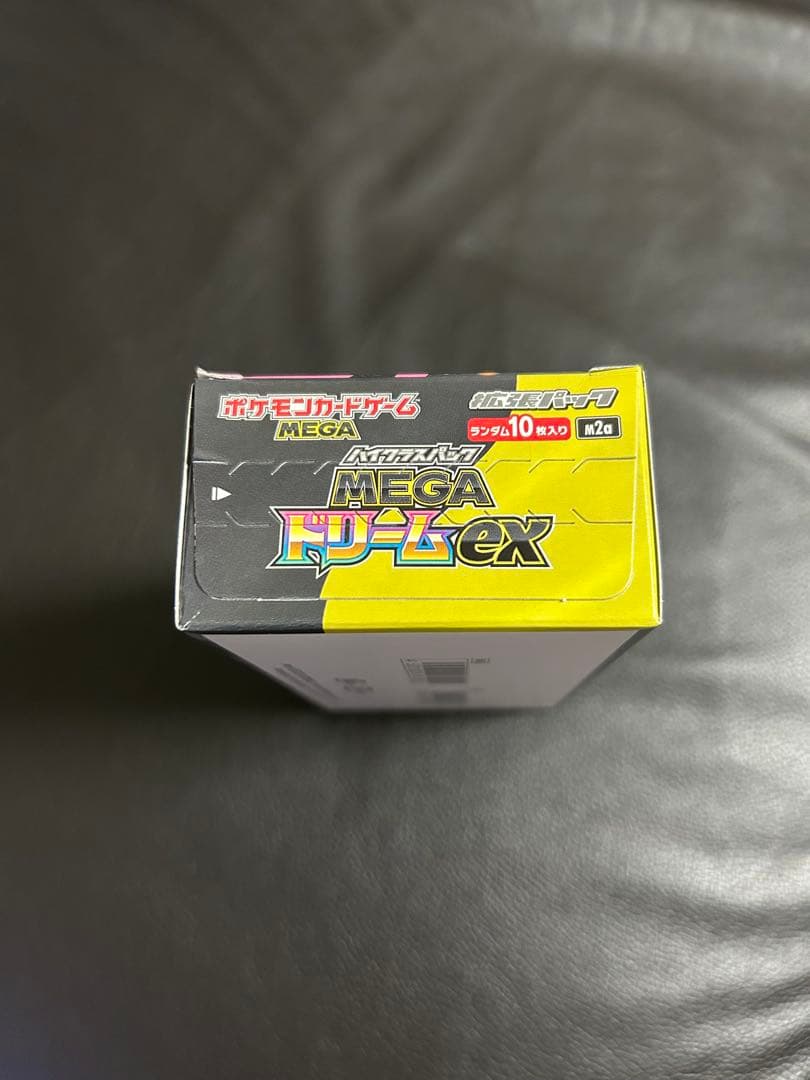 ポケモンカードゲーム
MEGA
拡張パック
ランダム10枚入り M2a
ハイクラスパック
MEGA
ドリームex